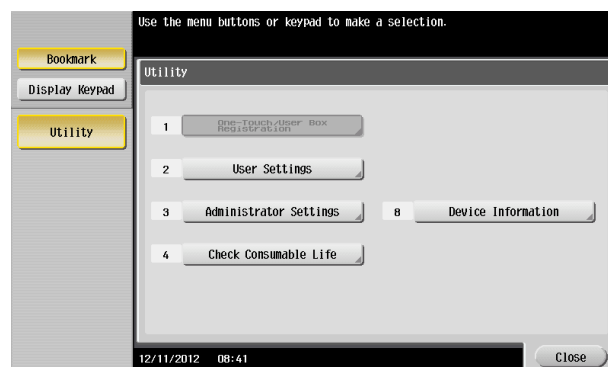 Use the menu buttons or keypad to make a selection.
Bookmark
Display Keypad
Utility
Utility
1 One-Touch/User Box
Registration
2 User Settings
3 Administrator Settings
8 Device Information
4 Check Consumable Life
12/11/2012 08:41
Close